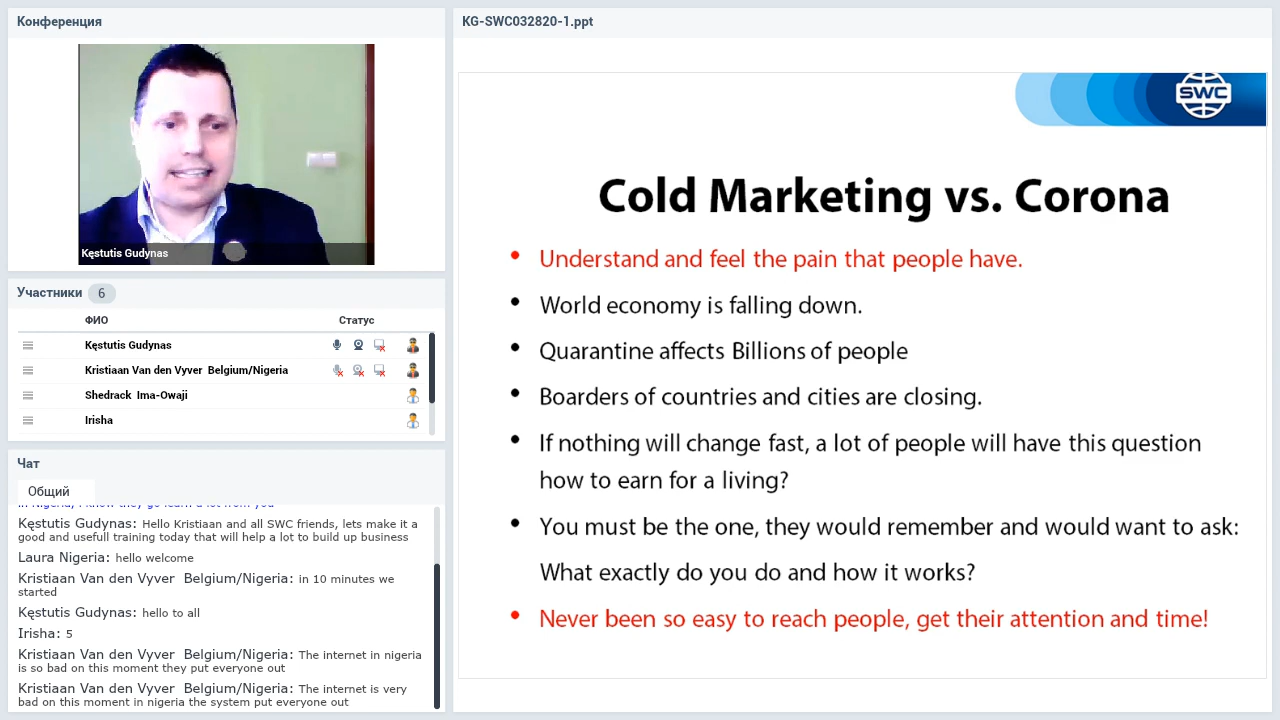 Конференция
Kęstutis Gudynas
Участники 6
ФИО Статус
Kęstutis Gudynas
Kristiaan Van den Vyver Belgium/Nigeria
Shedrack Ima-Owaji
Irisha
Чат
Общий
in Nigeria, I know they go learn a lot from you
Kęstutis Gudynas: Hello Kristiaan and all SWC friends, lets make it a
good and usefull training today that will help a lot to build up business
Laura Nigeria: hello welcome
Kristiaan Van den Vyver Belgium/Nigeria: in 10 minutes we
started
Kęstutis Gudynas: hello to all
Irisha: 5
Kristiaan Van den Vyver Belgium/Nigeria: The internet in nigeria
is so bad on this moment they put everyone out
Kristiaan Van den Vyver Belgium/Nigeria: The internet is very
bad on this moment in nigeria the system put everyone out
KG-SWC032820-1.ppt
SWC
Cold Marketing vs. Corona
• Understand and feel the pain that people have.
• World economy is falling down.
• Quarantine affects Billions of people
• Boarders of countries and cities are closing.
• If nothing will change fast, a lot of people will have this question
how to earn for a living?
• You must be the one, they would remember and would want to ask:
What exactly do you do and how it works?
• Never been so easy to reach people, get their attention and time!